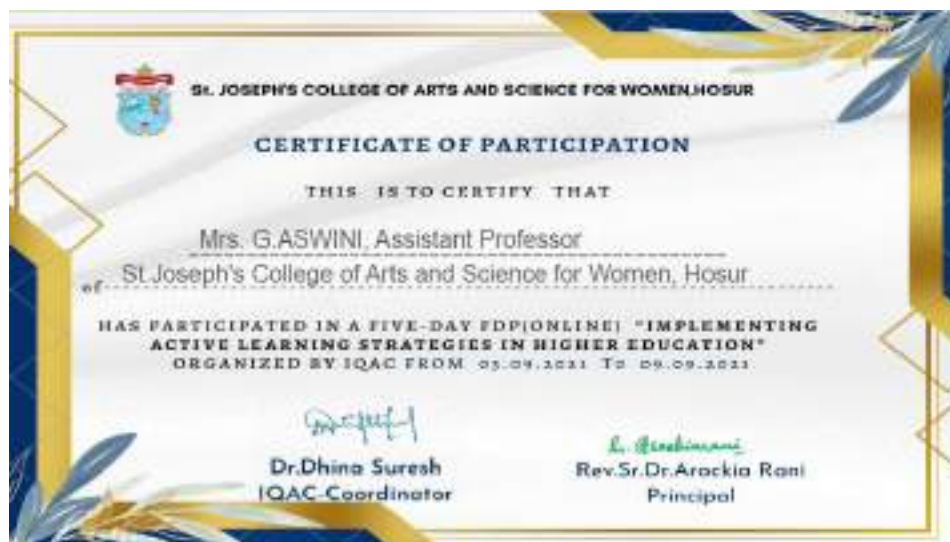 St. JOSEPH'S COLLEGE OF ARTS AND SCIENCE FOR WOMEN,HOSUR
CERTIFICATE OF PARTICIPATION
THIS IS TO CERTIFY THAT
Mrs. G.ASWINI, Assistant Professor
of St.Joseph's College of Arts and Science for Women, Hosur
HAS PARTICIPATED IN A FIVE-DAY FDP(ONLINE) "IMPLEMENTING
ACTIVE LEARNING STRATEGIES IN HIGHER EDUCATION"
ORGANIZED BY IQAC FROM 03.09.2021 To 09.09.2021
Dr.Dhina Suresh
IQAC-Coordinator
Rev.Sr.Dr.Arockia Rani
Principal